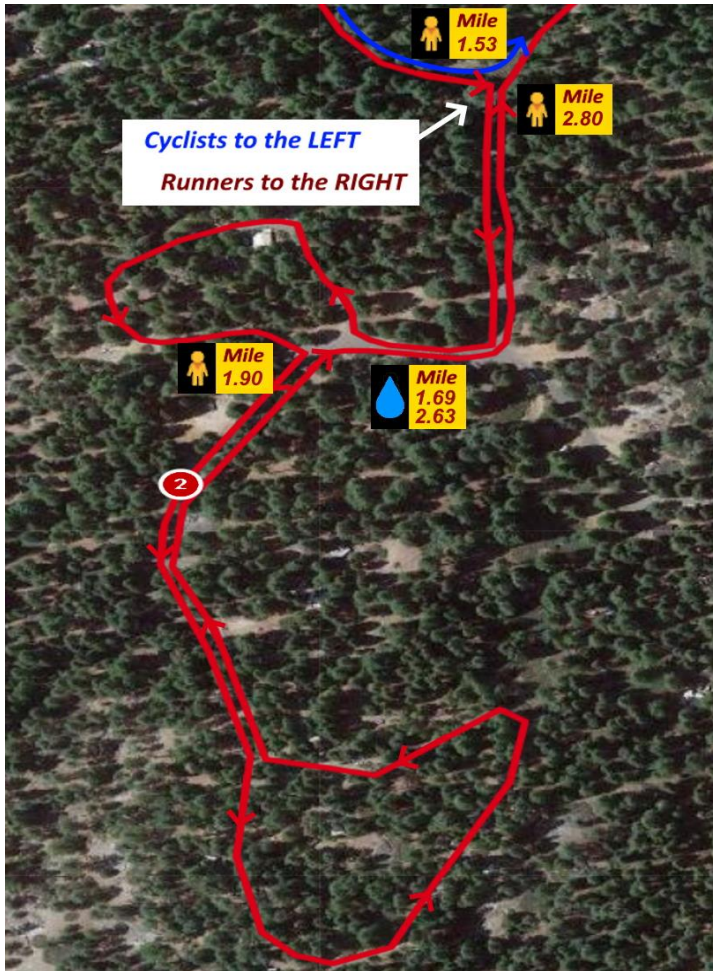 Mile
1.53
Mile
2.80
Cyclists to the LEFT
Runners to the RIGHT
Mile
1.90
Mile
1.69
2.63
2